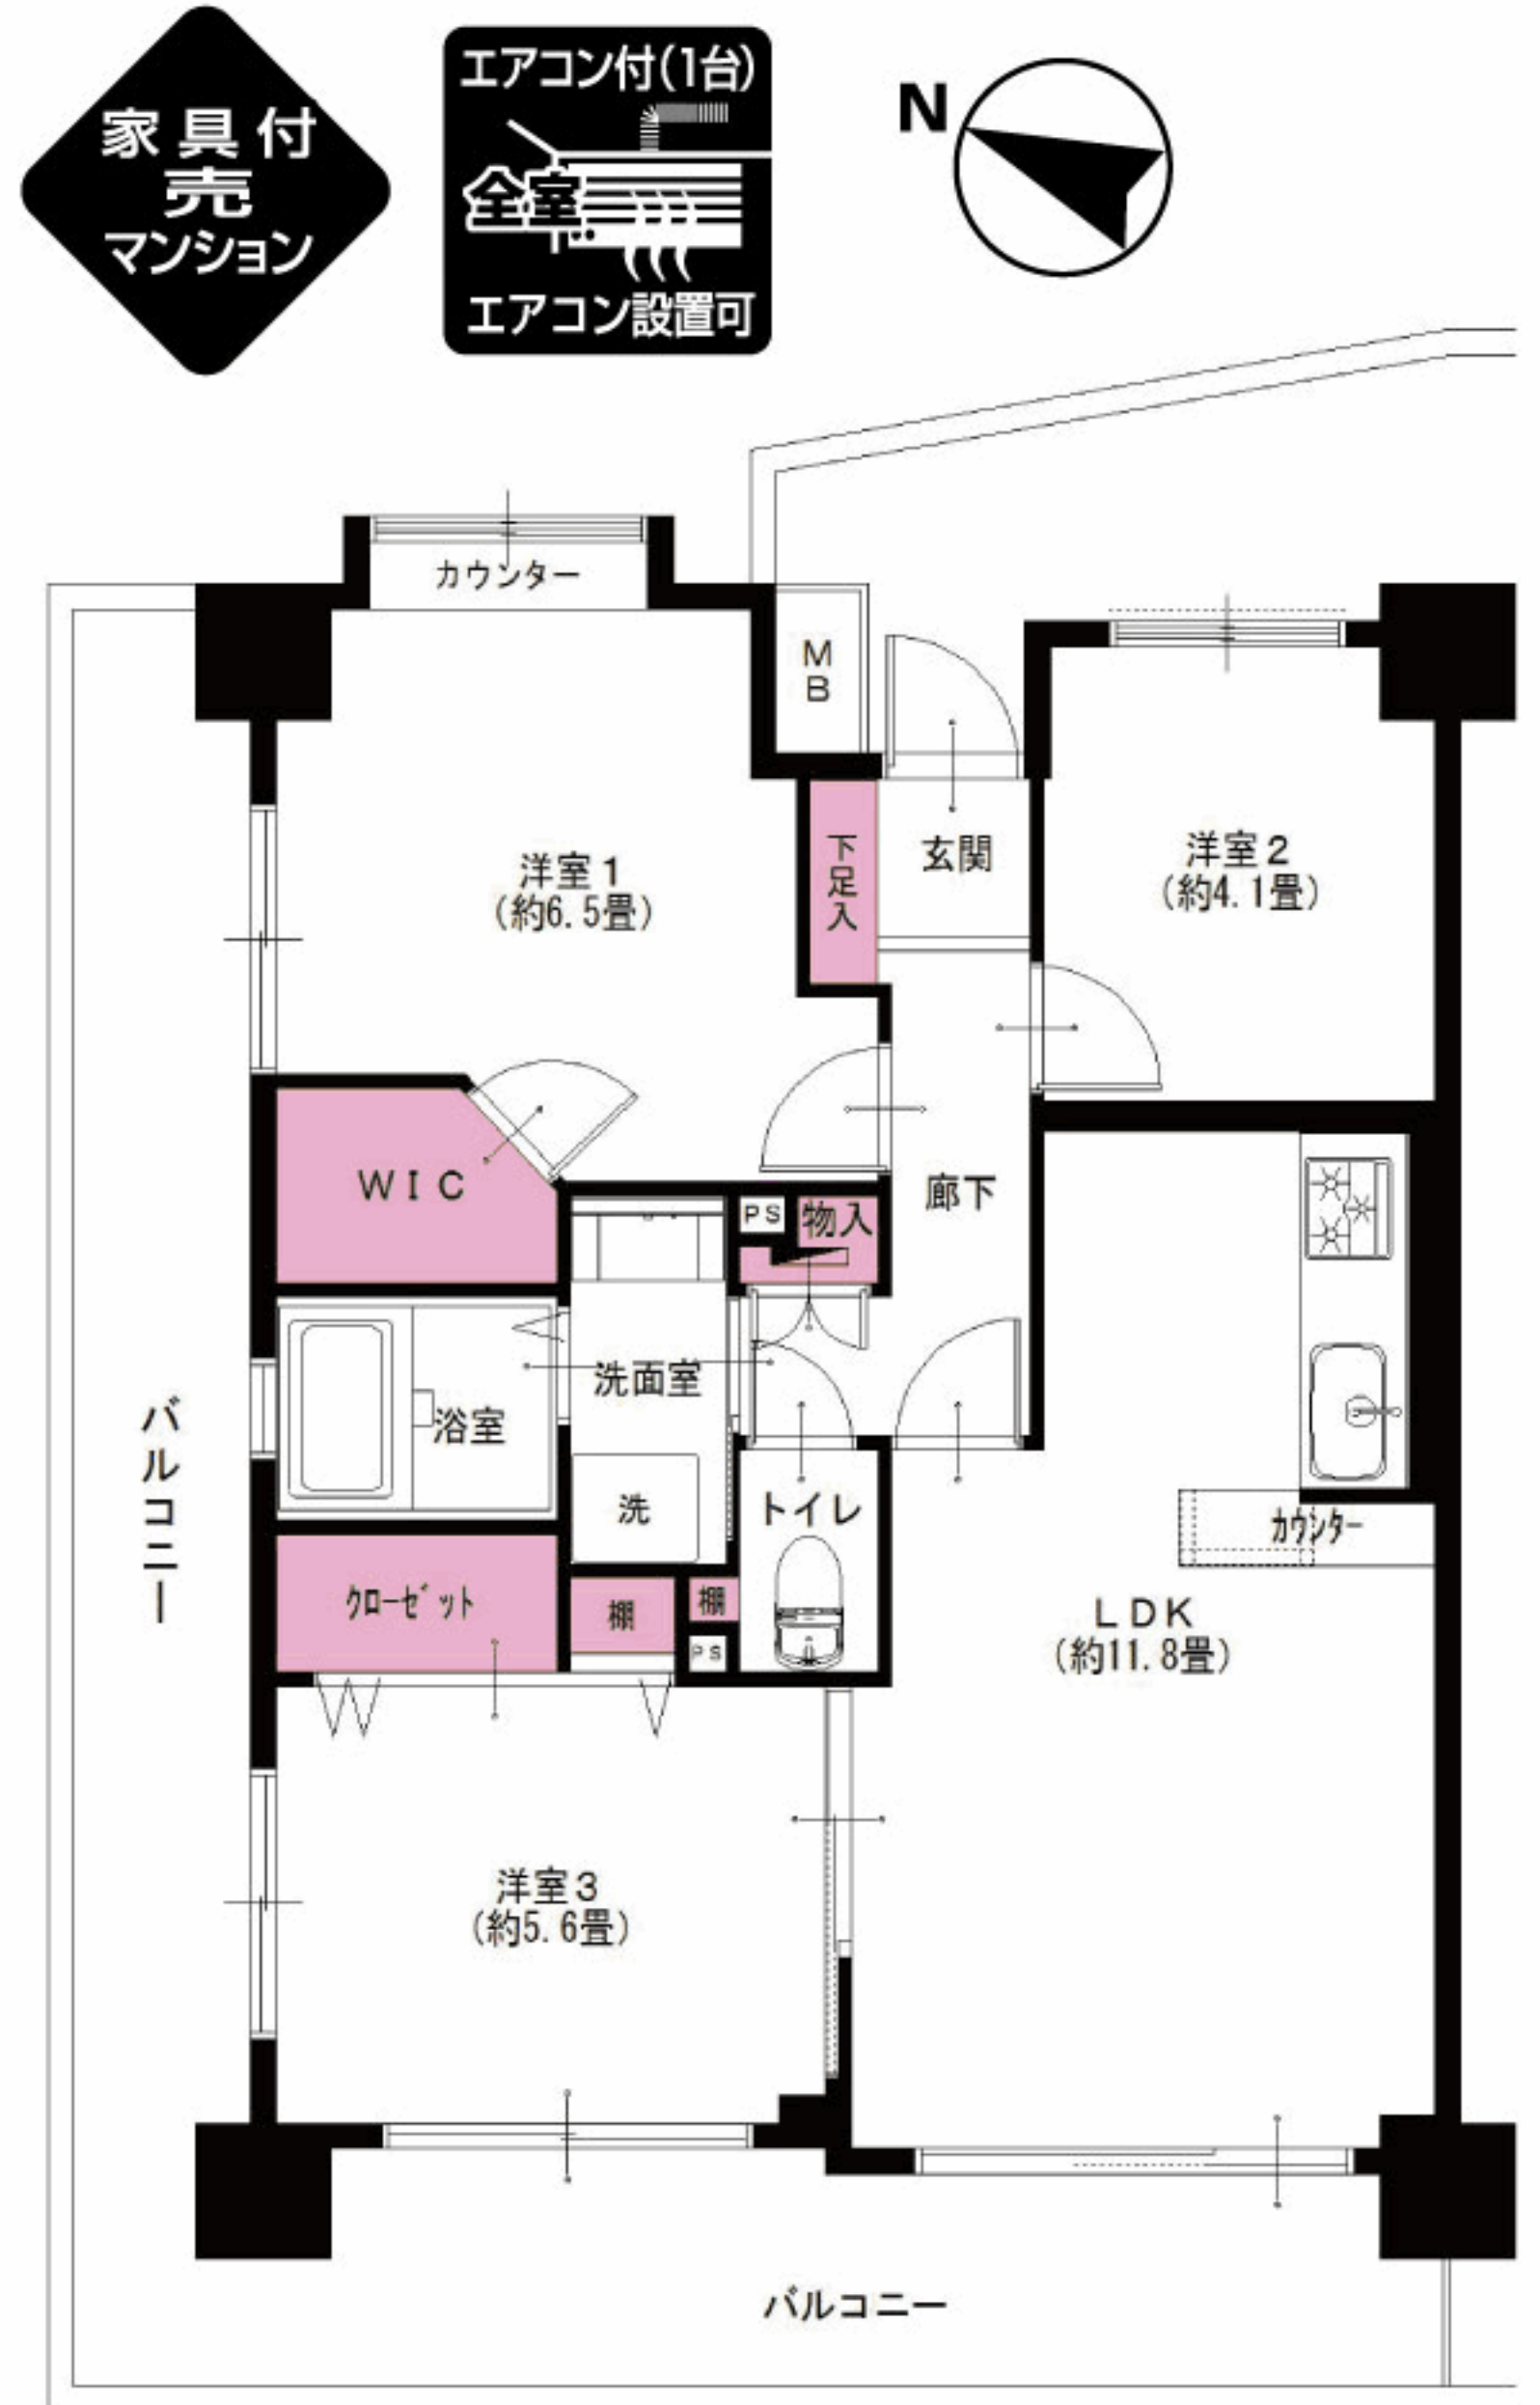 家具付
売
マンション
エアコン付(1台)
全室
エアコン設置可
N
カウンター
MB
下足入
玄関
洋室1
(約6.5畳)
洋室2
(約4.1畳)
WIC
PS
物入
廊下
洗面室
浴室
洗
トイレ
カウンター
バルコニー
クローゼット
棚
棚
PS
LDK
(約11.8畳)
洋室3
(約5.6畳)
バルコニー